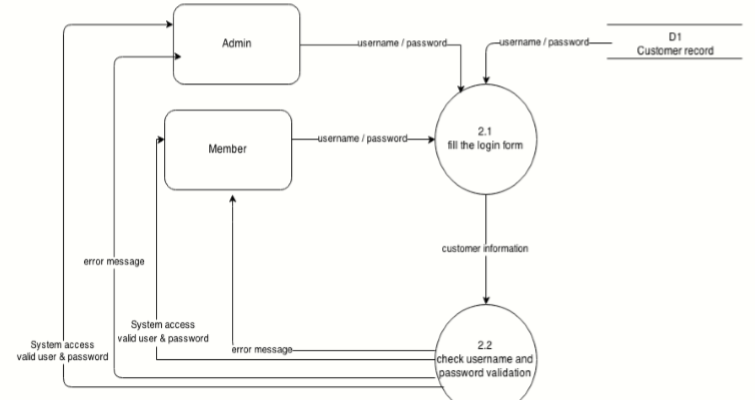 Admin
username / password
username / password
D1
Customer record
Member
username / password
2.1
fill the login form
customer information
error message
System access
valid user & password
System access
valid user & password
error message
2.2
check username and
password validation